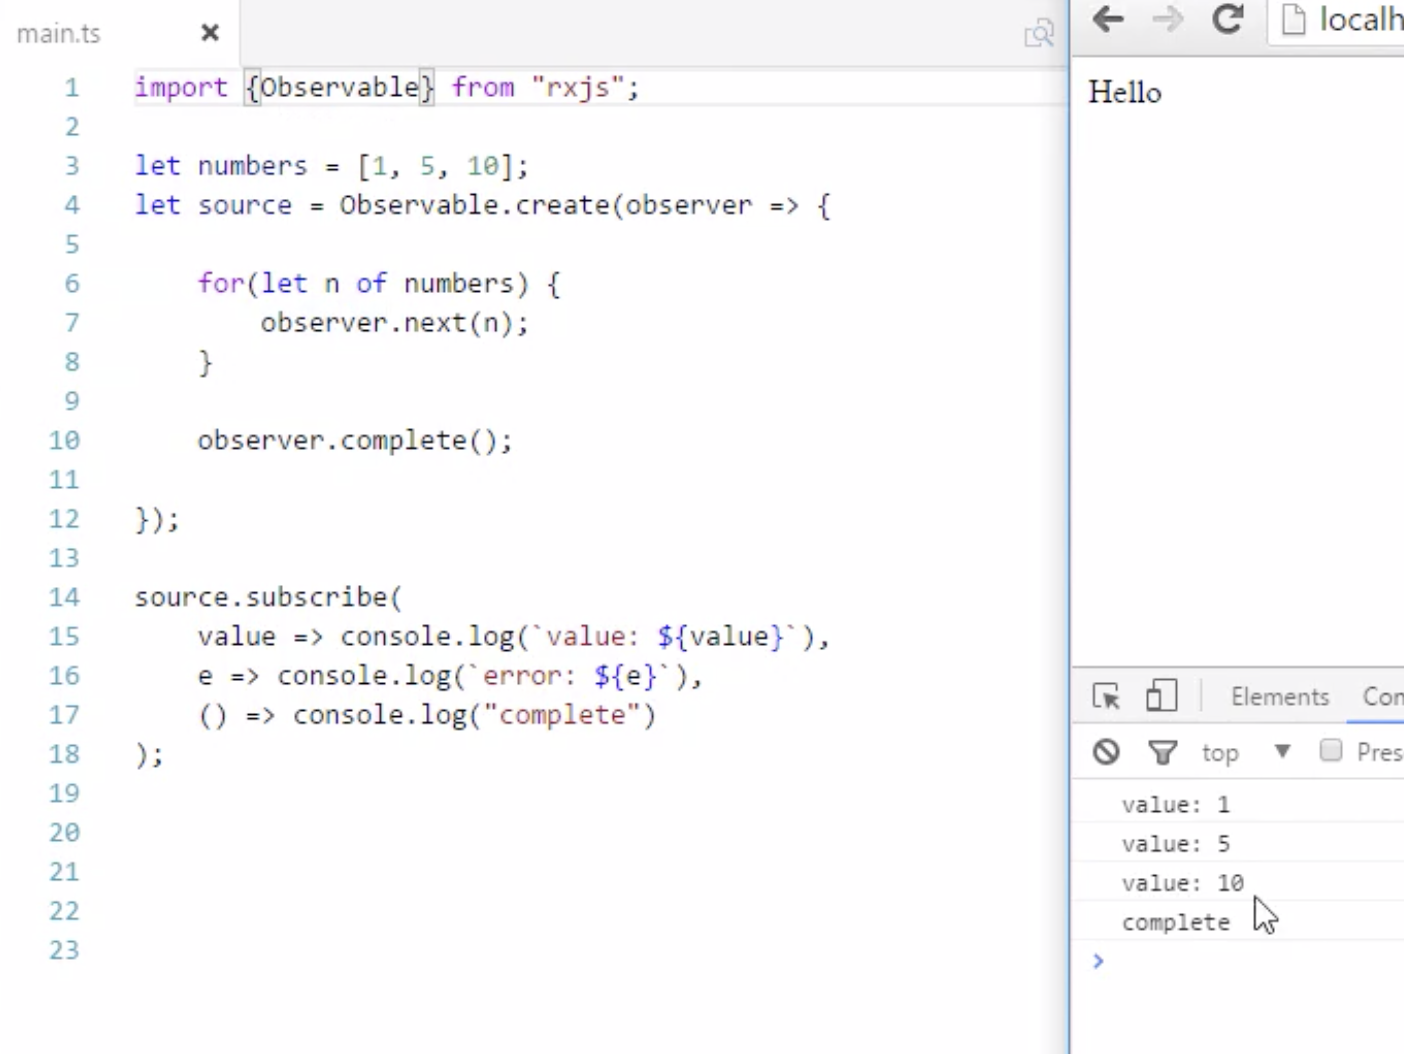 main.ts
1 import {Observable} from "rxjs";
2
3 let numbers = [1, 5, 10];
4 let source = Observable.create(observer => {
5
6     for(let n of numbers) {
7         observer.next(n);
8     }
9
10     observer.complete();
11
12 });
13
14 source.subscribe(
15     value => console.log(`value: ${value}`),
16     e => console.log(`error: ${e}`),
17     () => console.log("complete")
18 );
19
20
21
22
23
localh
Hello
Elements Con
top Pres
value: 1
value: 5
value: 10
complete